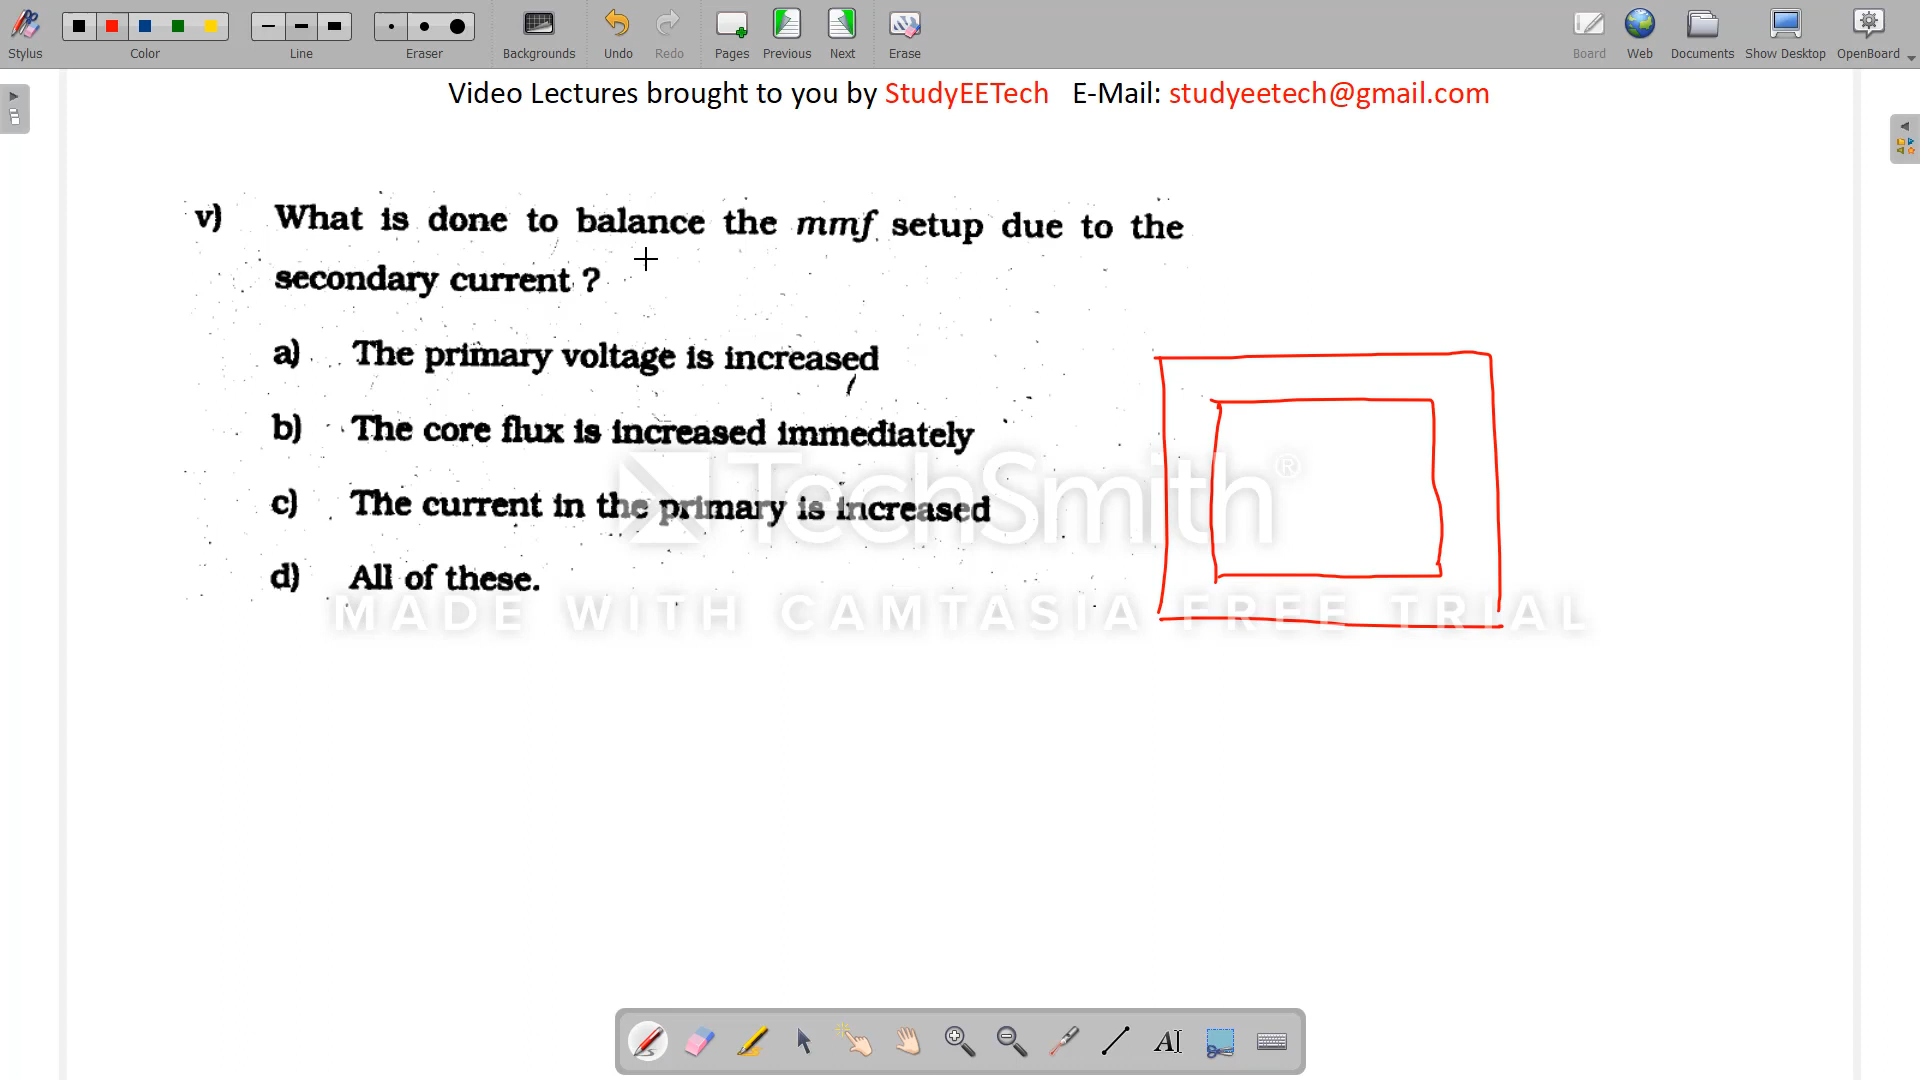 Stylus
Color
Line
Eraser
Backgrounds
Undo
Redo
Pages
Previous
Next
Erase
Board
Web
Documents
Show Desktop
OpenBoard
Video Lectures brought to you by StudyEETech E-Mail: studyeetech@gmail.com
v) What is done to balance the mmf setup due to the
secondary current ?
a) The primary voltage is increased
b) The core flux is increased immediately
c) The current in the primary is increased
d) All of these.
TechSmith®
MADE WITH CAMTASIA FREE TRIAL
AI